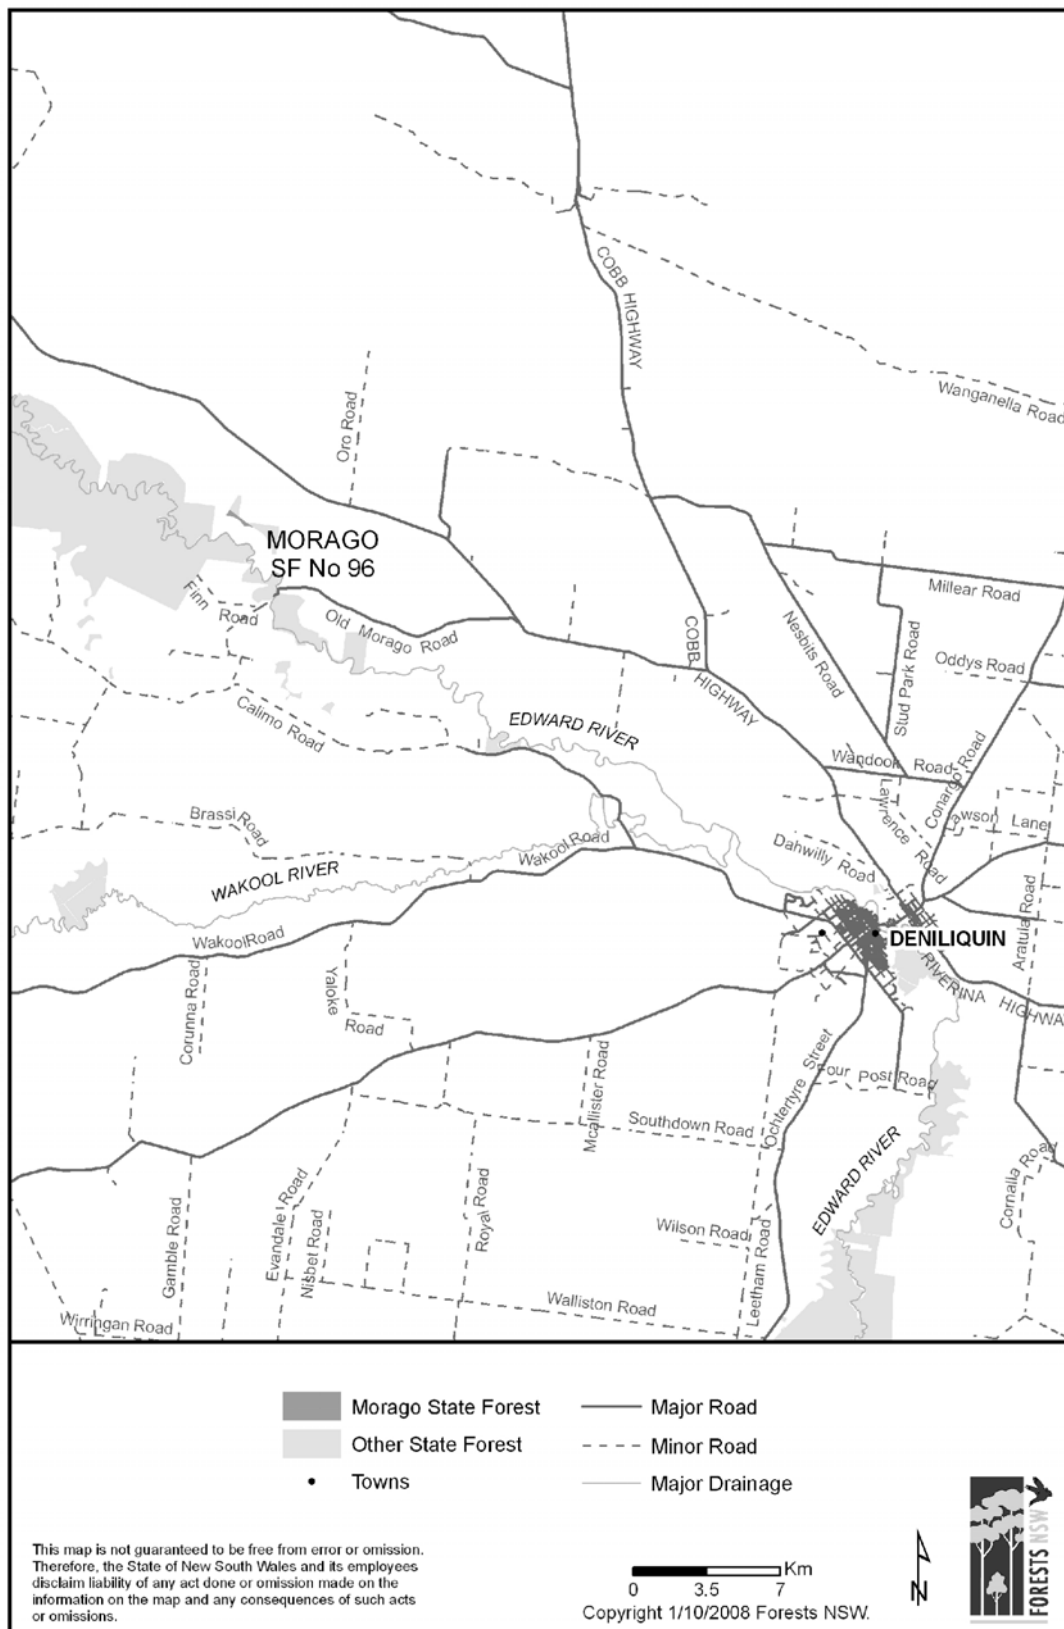 COBB HIGHWAY
Wanganella Road
Oro Road
MORAGO
SF No 96
Finn Road
Old Morago Road
Millear Road
Nesbits Road
Stud Park Road
Oddys Road
COBB HIGHWAY
Calimo Road
EDWARD RIVER
Wandook Road
Conargo Road
Lawrence Road
Lawson Lane
Brassi Road
Dahwilly Road
WAKOOL RIVER
Wakool Road
Wakool Road
DENILIQUIN
Aratula Road
RIVERINA HIGHWA
Corunna Road
Yaloke Road
Mcallister Road
Ochtertyre Street
Four Post Road
Southdown Road
EDWARD RIVER
Cornalla Road
Gamble Road
Evandale Road
Nisbet Road
Royal Road
Wilson Road
Leetham Road
Walliston Road
Wirringan Road
Morago State Forest
Other State Forest
Towns
Major Road
Minor Road
Major Drainage
This map is not guaranteed to be free from error or omission.
Therefore, the State of New South Wales and its employees
disclaim liability of any act done or omission made on the
information on the map and any consequences of such acts
or omissions.
Km
0 3.5 7
Copyright 1/10/2008 Forests NSW.
N
FORESTS NSW